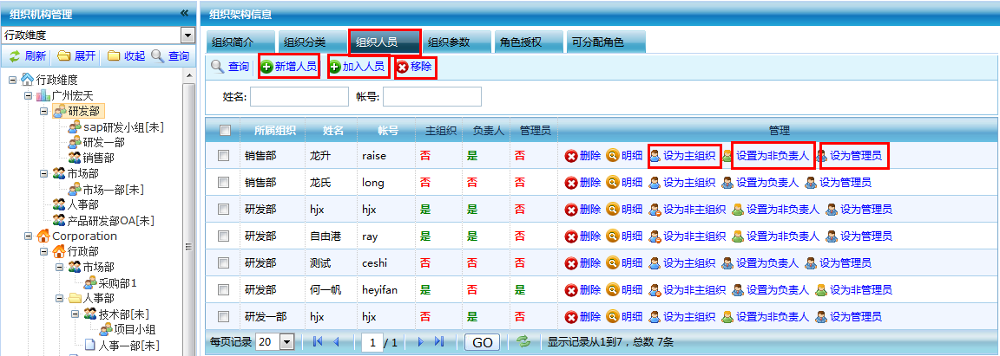 组织机构管理
行政维度
刷新 展开 收起 查询
行政维度
广州宏天
研发部
sap研发小组[未]
研发一部
销售部
市场部
市场一部[未]
人事部
产品研发部OA[未]
Corporation
行政部
市场部
采购部1
人事部
技术部[未]
项目小组
人事一部[未]
组织架构信息
组织简介 组织分类 组织人员 组织参数 角色授权 可分配角色
查询 新增人员 加入人员 移除
姓名: 帐号:
所属组织 姓名 帐号 主组织 负责人 管理员 管理
销售部 龙升 raise 否 是 否 删除 明细 设为主组织 设置为非负责人 设为管理员
销售部 龙氏 long 否 否 否 删除 明细 设为主组织 设置为负责人 设为管理员
研发部 hjx hjx 是 是 否 删除 明细 设为非主组织 设置为非负责人 设为管理员
研发部 自由港 ray 是 是 否 删除 明细 设为非主组织 设置为非负责人 设为管理员
研发部 测试 ceshi 否 否 否 删除 明细 设为主组织 设置为负责人 设为管理员
研发部 何一帆 heyifan 是 否 是 删除 明细 设为非主组织 设置为负责人 设为非管理员
研发一部 hjx hjx 否 是 否 删除 明细 设为主组织 设置为非负责人 设为管理员
每页记录 20 1 / 1 GO 显示记录从1到7，总数 7条